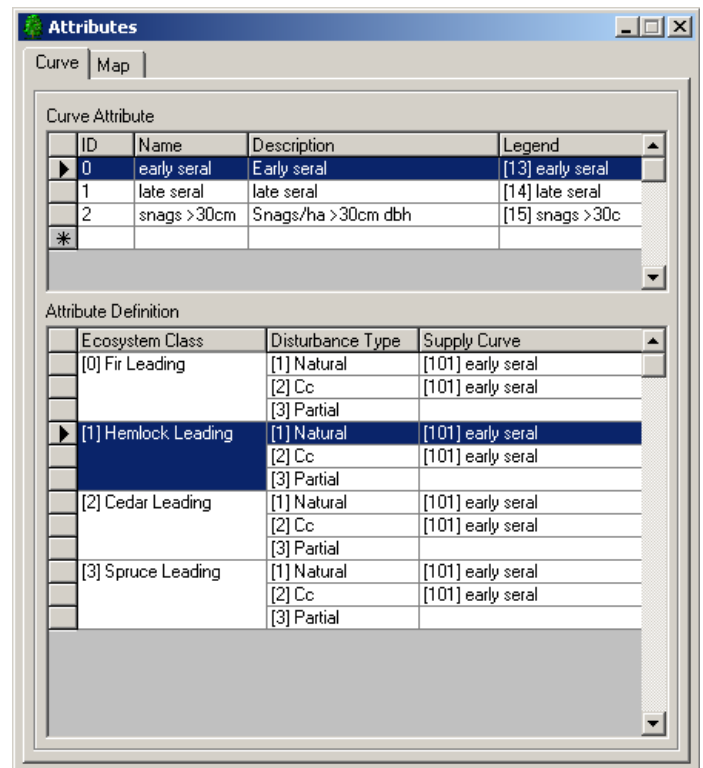 Attributes
Curve Map
Curve Attribute
ID Name Description Legend
0 early seral Early seral [13] early seral
1 late seral late seral [14] late seral
2 snags >30cm Snags/ha >30cm dbh [15] snags >30c
Attribute Definition
Ecosystem Class Disturbance Type Supply Curve
[0] Fir Leading [1] Natural [101] early seral
[2] Cc [101] early seral
[3] Partial
[1] Hemlock Leading [1] Natural [101] early seral
[2] Cc [101] early seral
[3] Partial
[2] Cedar Leading [1] Natural [101] early seral
[2] Cc [101] early seral
[3] Partial
[3] Spruce Leading [1] Natural [101] early seral
[2] Cc [101] early seral
[3] Partial